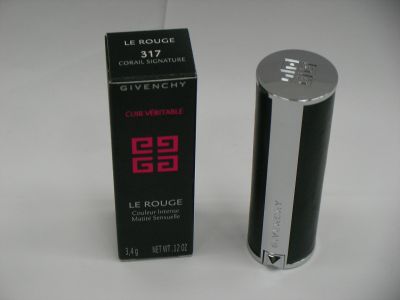 LE ROUGE
317
CORAIL SIGNATURE
GIVENCHY
CUIR VÉRITABLE
LE ROUGE
Couleur Intense
Matité Sensuelle
3,4g NET WT. .12 OZ.
GIVENCHY